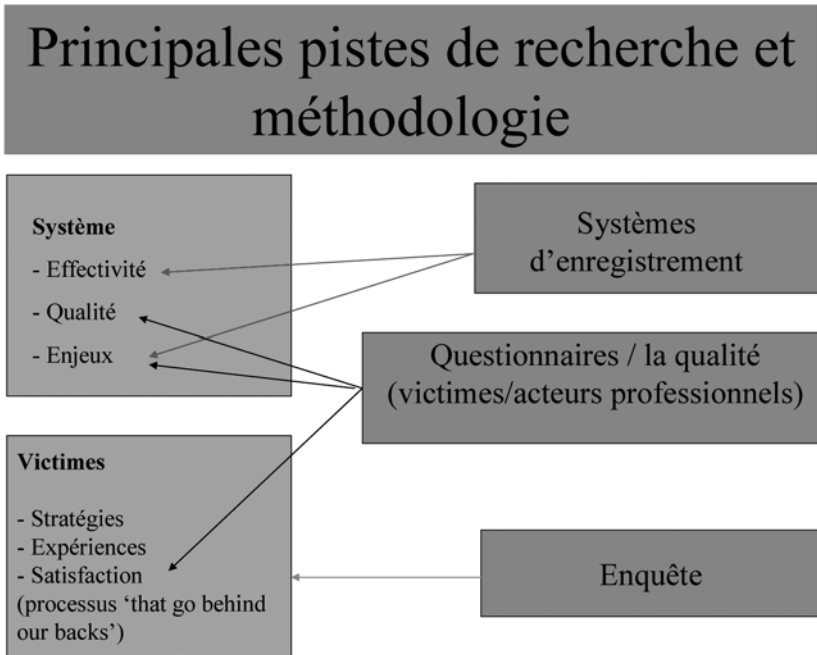 Principales pistes de recherche et
méthodologie
Système
- Effectivité
- Qualité
- Enjeux
Systèmes
d’enregistrement
Questionnaires / la qualité
(victimes/acteurs professionnels)
Victimes
- Stratégies
- Expériences
- Satisfaction
(processus ‘that go behind
our backs’)
Enquête